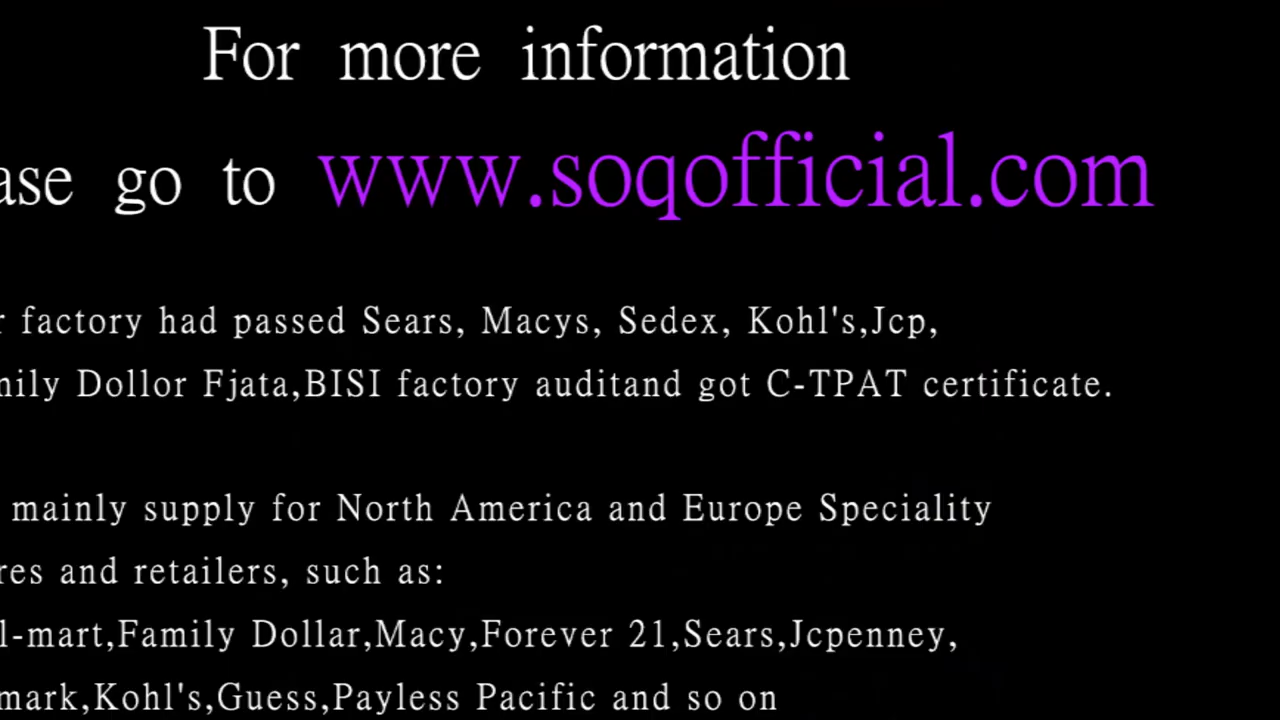 For more information
ase go to www.soqofficial.com
r factory had passed Sears, Macys, Sedex, Kohl's,Jcp,
nily Dollor Fjata,BISI factory auditand got C-TPAT certificate.
mainly supply for North America and Europe Speciality
res and retailers, such as:
l-mart,Family Dollar,Macy,Forever 21,Sears,Jcpenney,
mark,Kohl's,Guess,Payless Pacific and so on